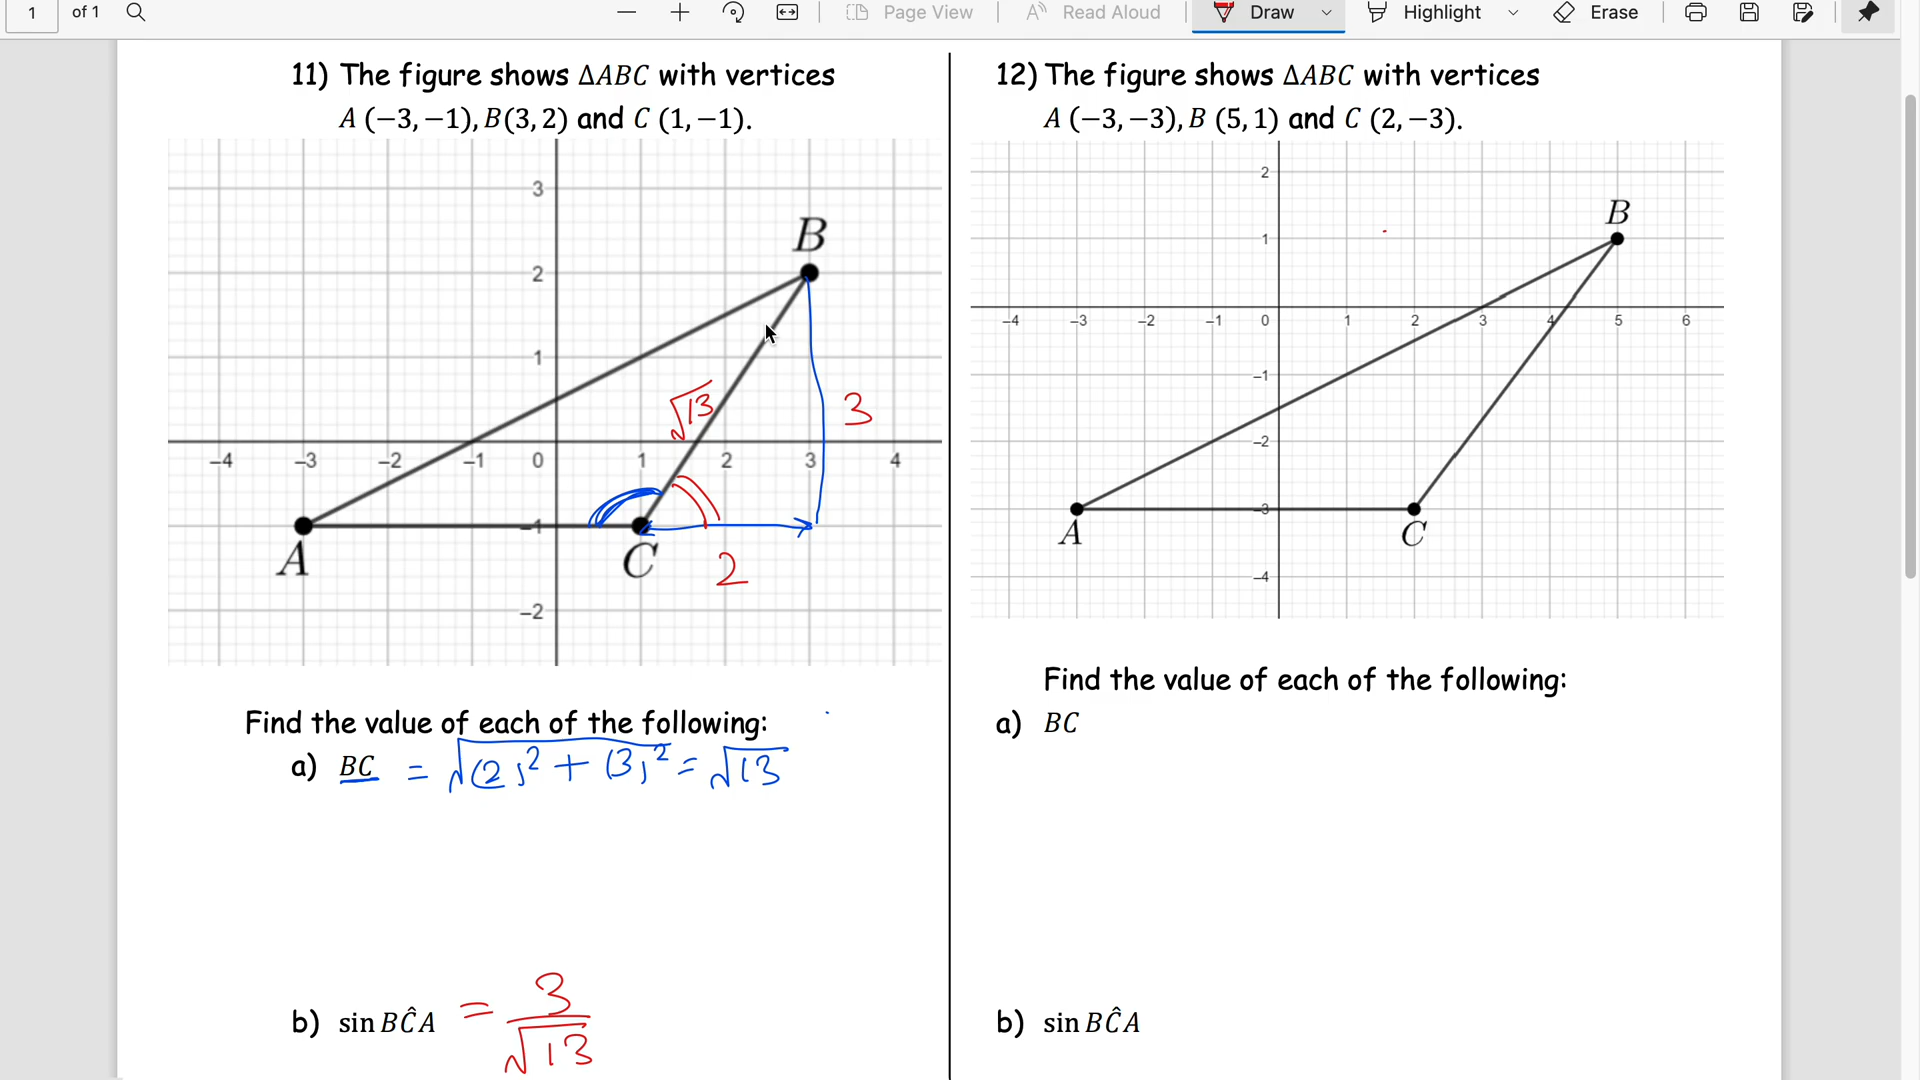 1 of 1 Page View Read Aloud Draw Highlight Erase
11) The figure shows ΔABC with vertices
A (−3, −1), B(3, 2) and C (1, −1).
3
B
2
1
√13
3
−4 −3 −2 −1 0 1 2 3 4
−1
A C 2
−2
Find the value of each of the following:
a) BC = √(2)² + (3)² = √13
b) sin BĈA = 3/√13
12) The figure shows ΔABC with vertices
A (−3, −3), B (5, 1) and C (2, −3).
2
B
1
−4 −3 −2 −1 0 1 2 3 4 5 6
−1
−2
−3
A C
−4
Find the value of each of the following:
a) BC
b) sin BĈA